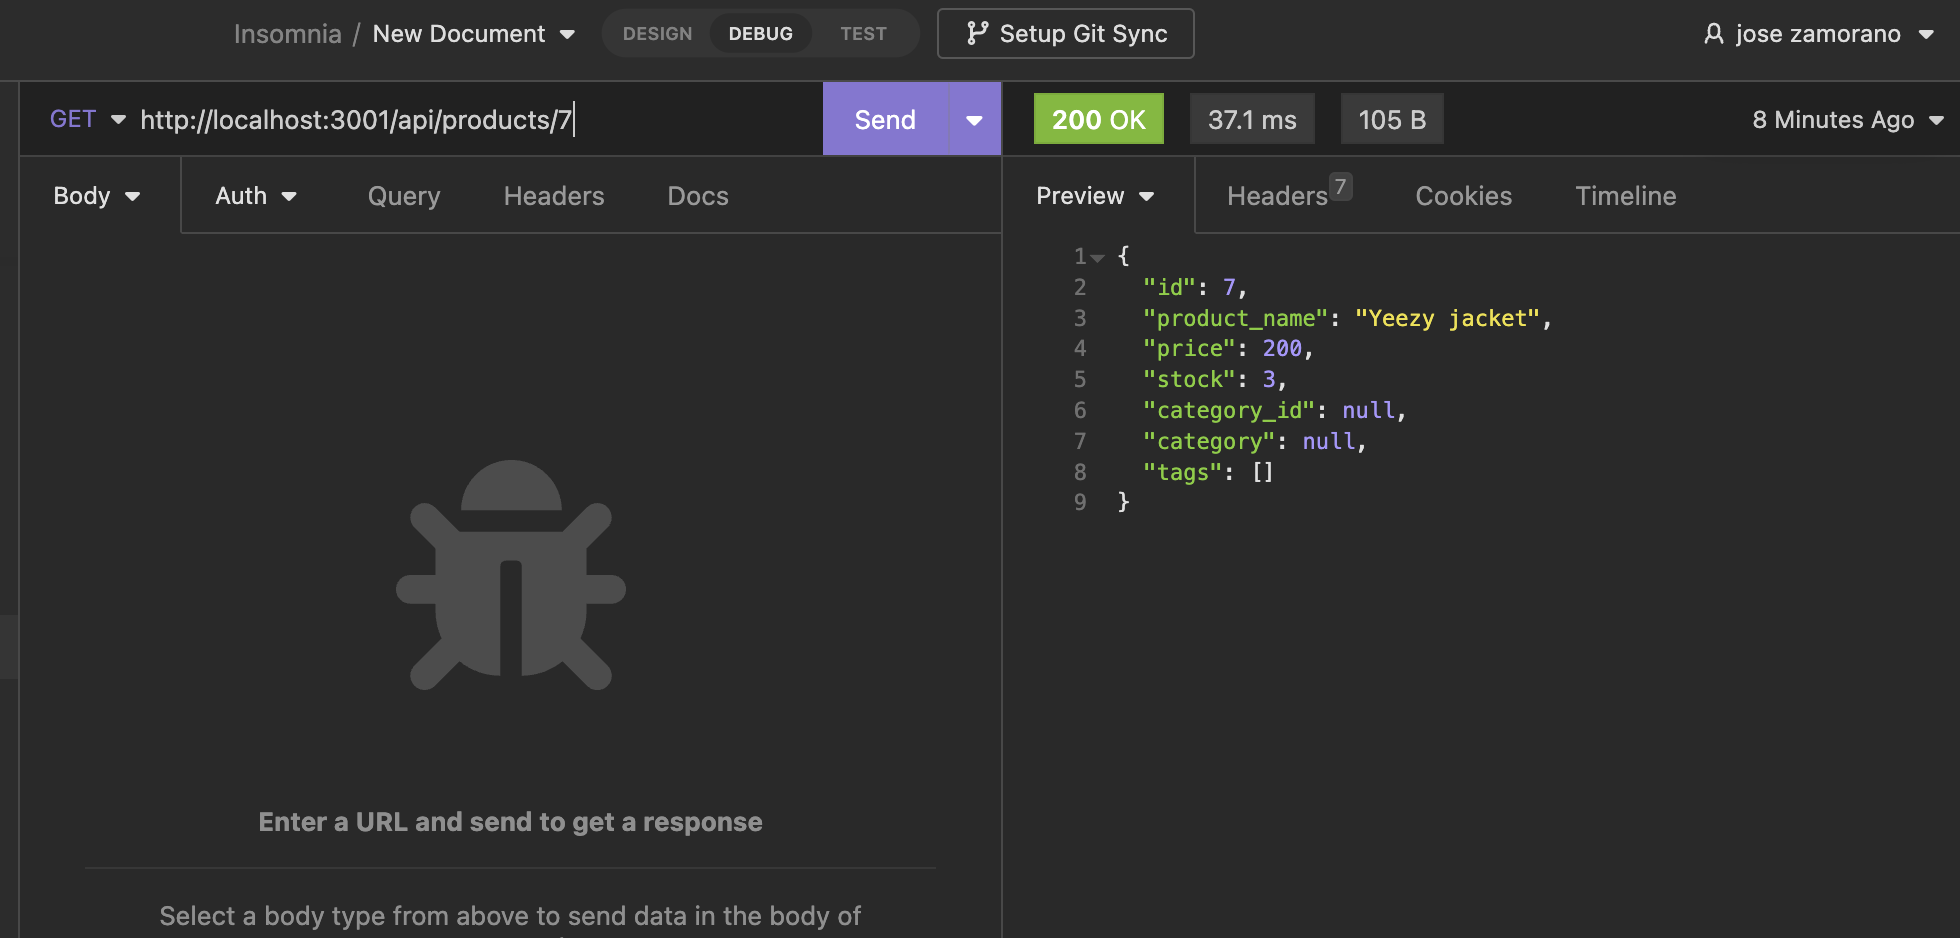 Insomnia / New Document DESIGN DEBUG TEST Setup Git Sync jose zamorano
GET http://localhost:3001/api/products/7 Send 200 OK 37.1 ms 105 B 8 Minutes Ago
Body Auth Query Headers Docs
Preview Headers 7 Cookies Timeline
1 {
2 "id": 7,
3 "product_name": "Yeezy jacket",
4 "price": 200,
5 "stock": 3,
6 "category_id": null,
7 "category": null,
8 "tags": []
9 }
Enter a URL and send to get a response
Select a body type from above to send data in the body of